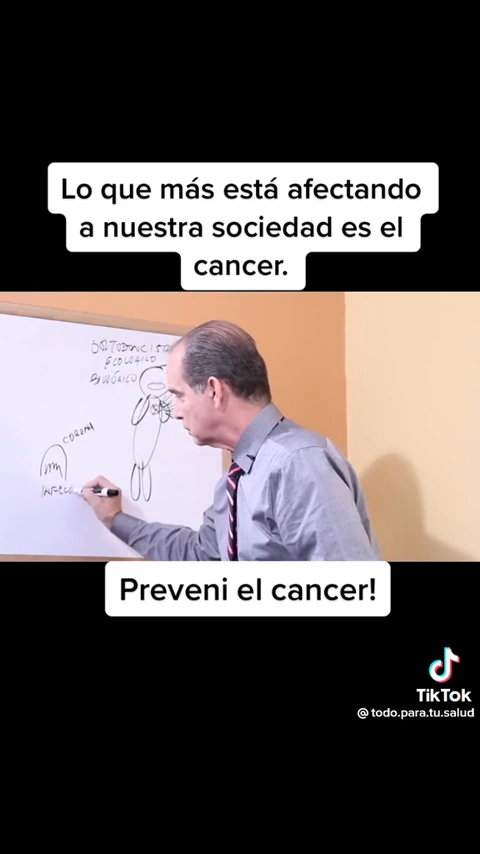 Lo que más está afectando
a nuestra sociedad es el
cancer.
ECOLÓGICO
CORONA
Preveni el cancer!
TikTok
@ todo.para.tu.salud